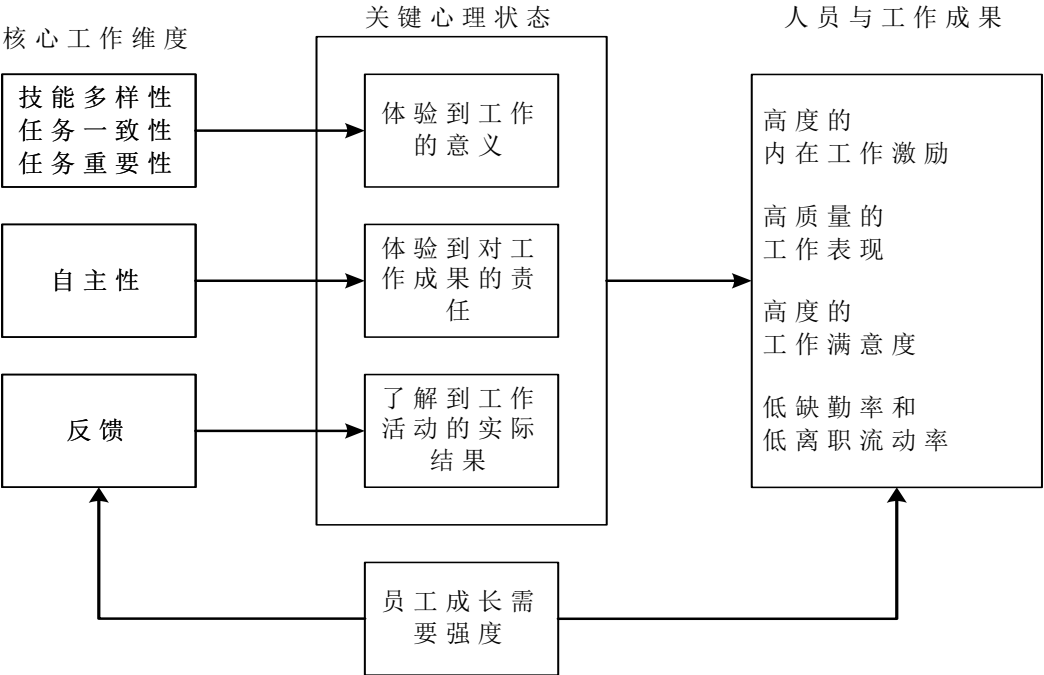 核心工作维度
关键心理状态
人员与工作成果
技能多样性
任务一致性
任务重要性
体验到工作
的意义
高度的
内在工作激励
高质量的
工作表现
高度的
工作满意度
低缺勤率和
低离职流动率
自主性
体验到对工
作成果的责
任
反馈
了解到工作
活动的实际
结果
员工成长需
要强度